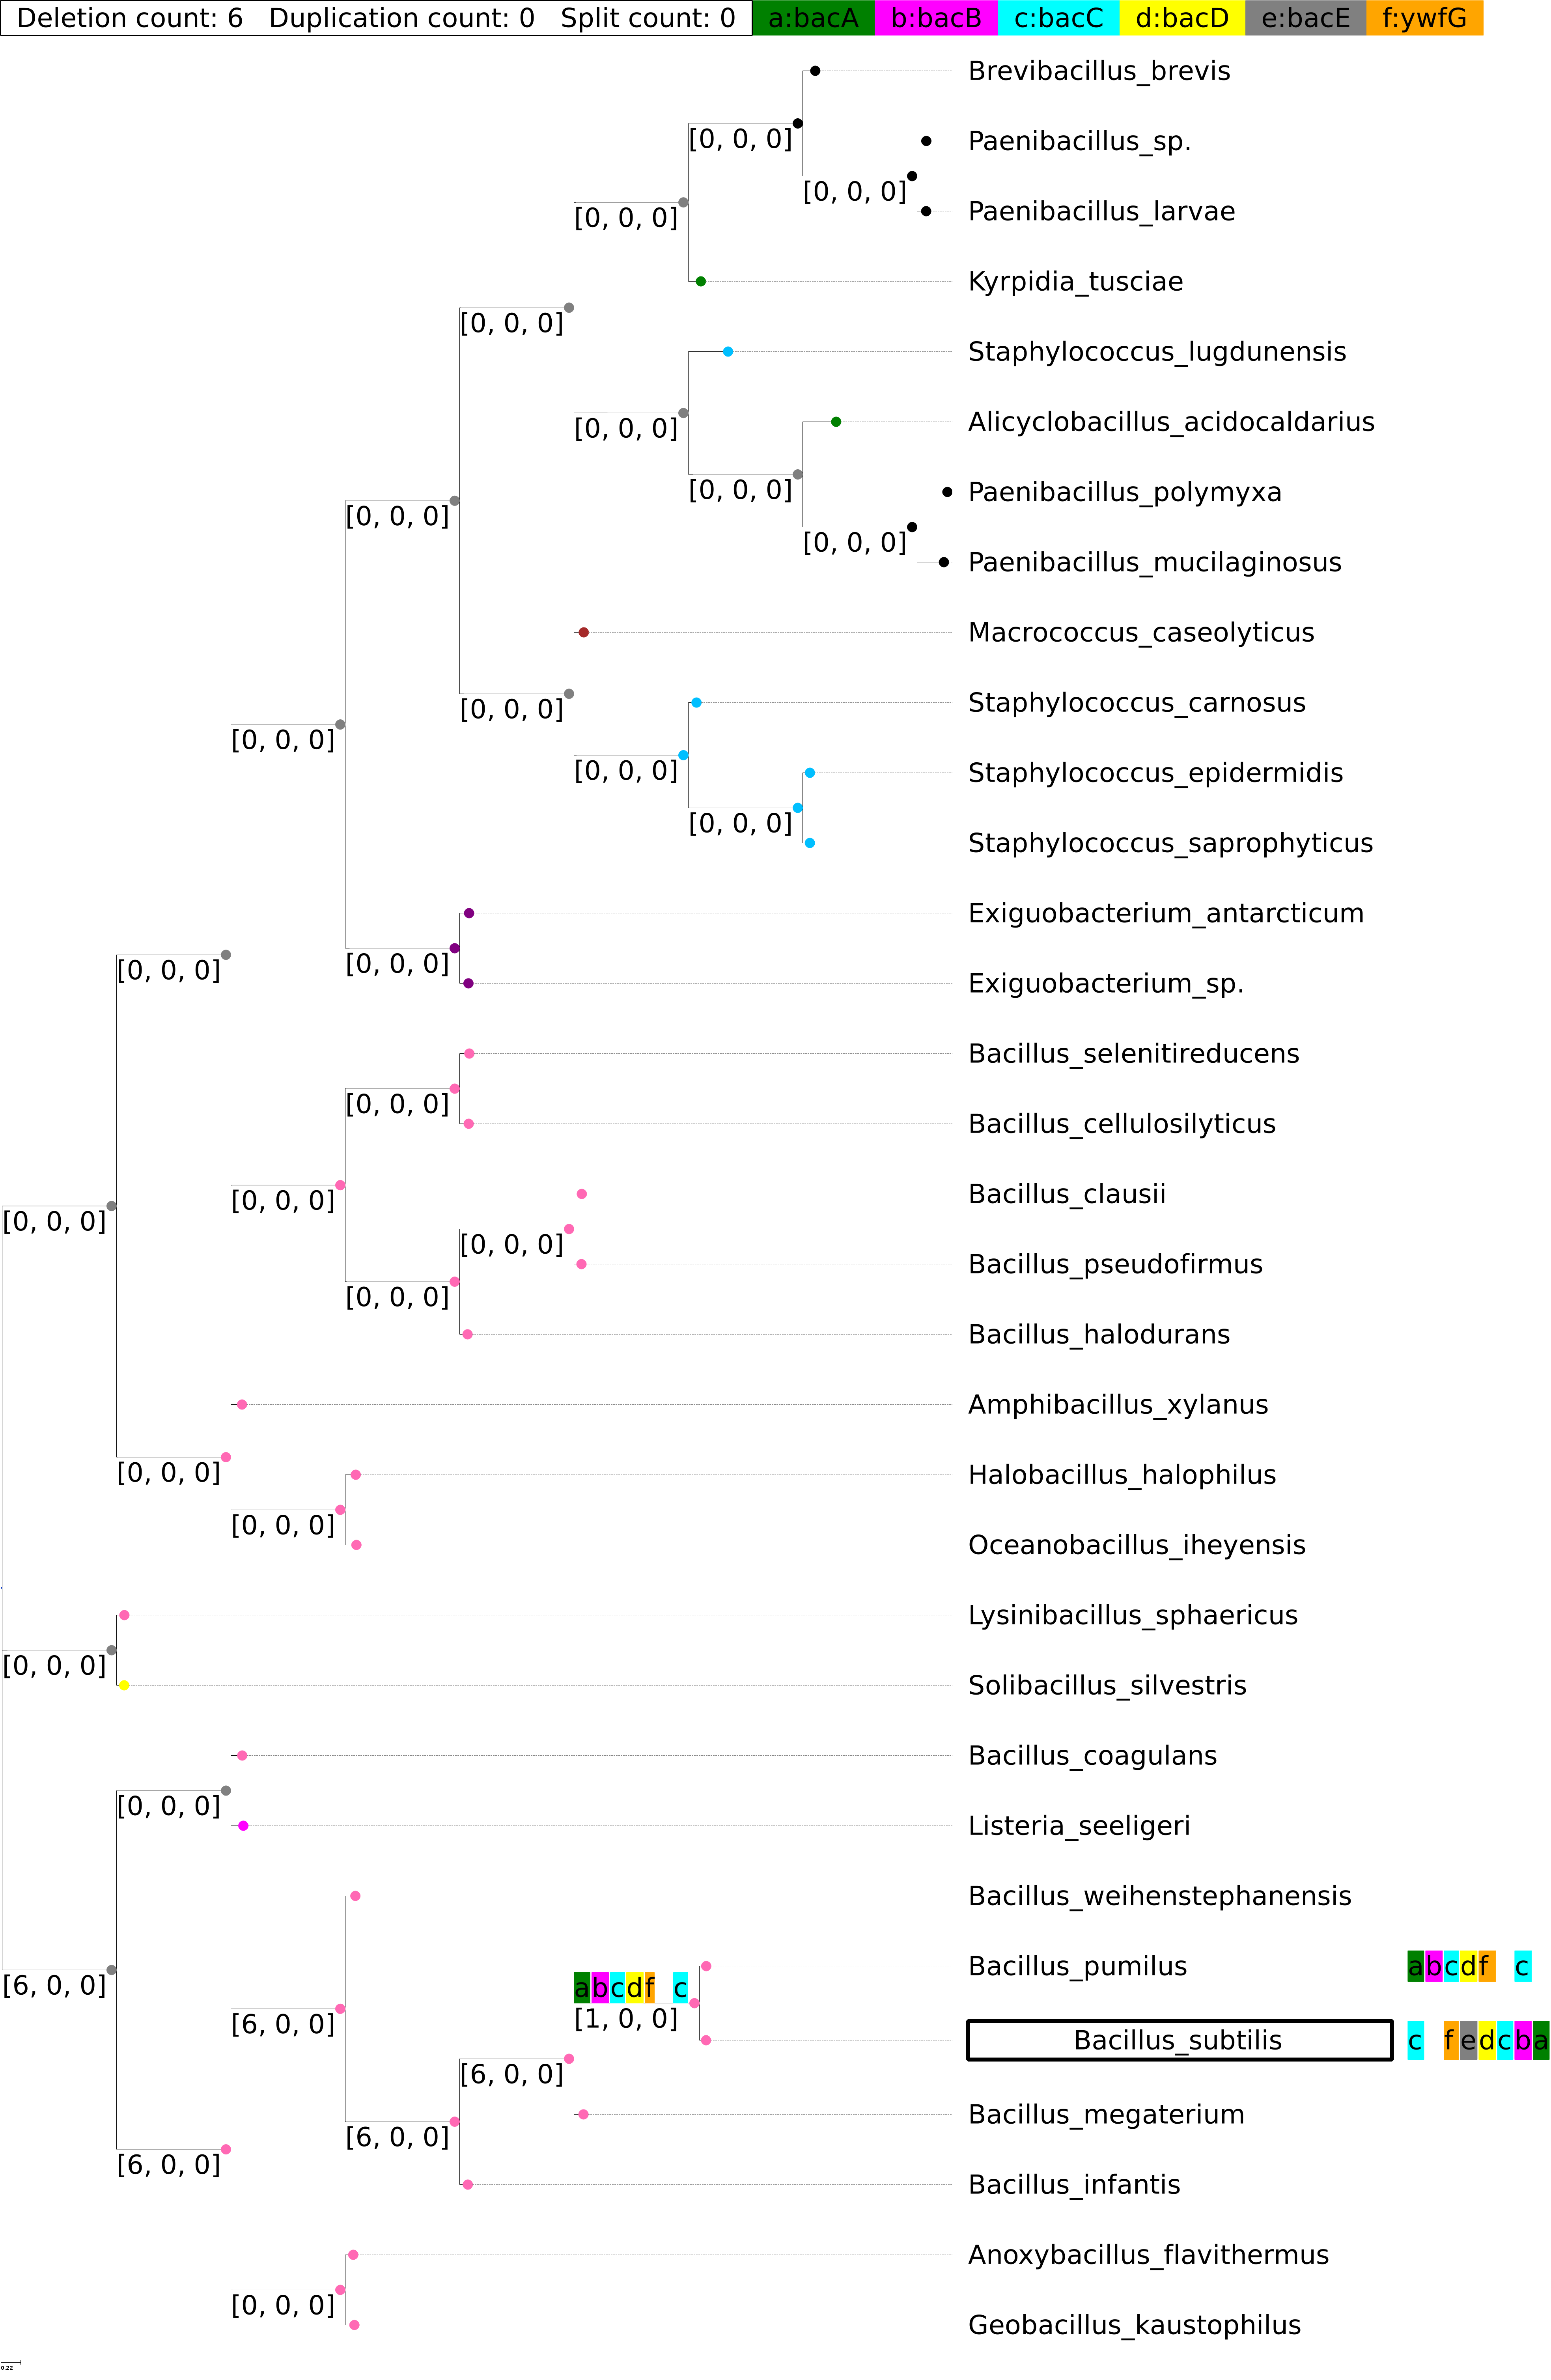 Deletion count: 6 Duplication count: 0 Split count: 0 a:bacA b:bacB c:bacC d:bacD e:bacE f:ywfG
Brevibacillus_brevis
[0, 0, 0]
Paenibacillus_sp.
[0, 0, 0]
Paenibacillus_larvae
[0, 0, 0]
Kyrpidia_tusciae
[0, 0, 0]
Staphylococcus_lugdunensis
Alicyclobacillus_acidocaldarius
[0, 0, 0]
[0, 0, 0]
Paenibacillus_polymyxa
[0, 0, 0]
[0, 0, 0]
Paenibacillus_mucilaginosus
Macrococcus_caseolyticus
Staphylococcus_carnosus
[0, 0, 0]
[0, 0, 0]
[0, 0, 0]
Staphylococcus_epidermidis
[0, 0, 0]
Staphylococcus_saprophyticus
Exiguobacterium_antarcticum
[0, 0, 0]
[0, 0, 0]
Exiguobacterium_sp.
Bacillus_selenitireducens
[0, 0, 0]
Bacillus_cellulosilyticus
Bacillus_clausii
[0, 0, 0]
[0, 0, 0]
[0, 0, 0]
Bacillus_pseudofirmus
[0, 0, 0]
Bacillus_halodurans
Amphibacillus_xylanus
[0, 0, 0]
Halobacillus_halophilus
[0, 0, 0]
Oceanobacillus_iheyensis
Lysinibacillus_sphaericus
[0, 0, 0]
Solibacillus_silvestris
Bacillus_coagulans
[0, 0, 0]
Listeria_seeligeri
Bacillus_weihenstephanensis
Bacillus_pumilus abcdf c
[6, 0, 0]
abcdf c
[1, 0, 0]
[6, 0, 0]
Bacillus_subtilis c fedcba
[6, 0, 0]
Bacillus_megaterium
[6, 0, 0]
[6, 0, 0]
Bacillus_infantis
Anoxybacillus_flavithermus
[0, 0, 0]
Geobacillus_kaustophilus
0.22